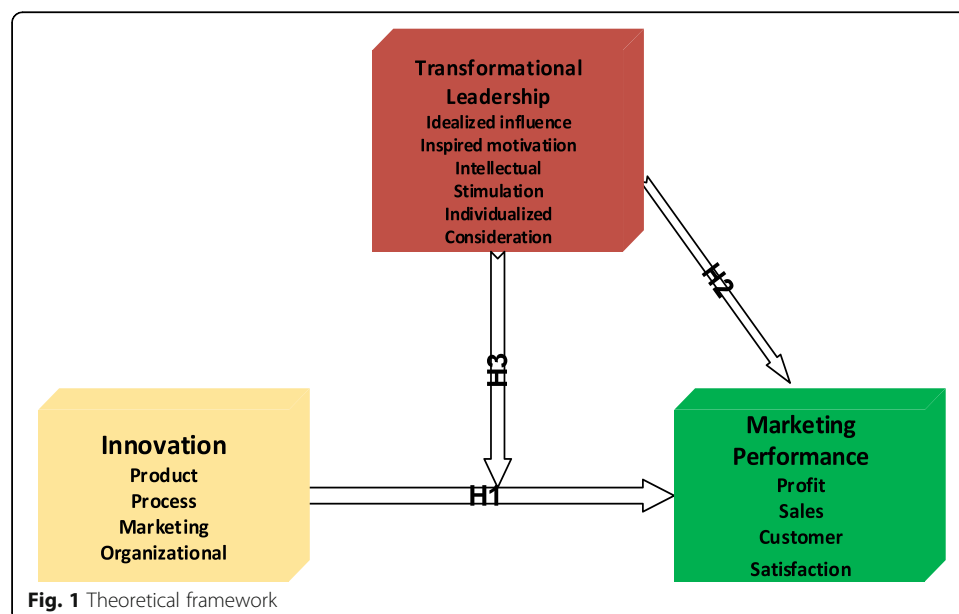 Transformational
Leadership
Idealized influence
Inspired motivatiion
Intellectual
Stimulation
Individualized
Consideration
H2
H3
Innovation
Product
Process
Marketing
Organizational
H1
Marketing
Performance
Profit
Sales
Customer
Satisfaction
Fig. 1 Theoretical framework